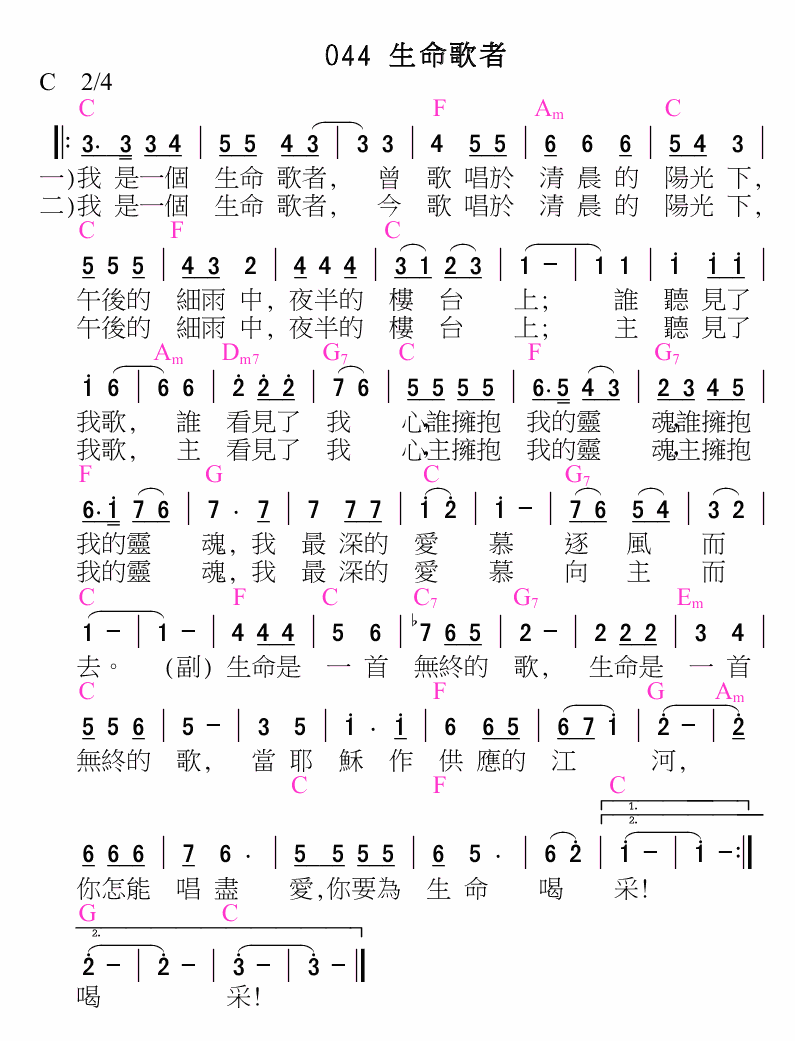 044 生命歌者
C 2/4
C F Am C
3. 3 3 4 | 5 5 4 3 | 3 3 | 4 5 5 | 6 6 6 | 5 4 3 |
一)我 是一個 生命 歌者, 曾 歌 唱於 清 晨 的 陽光 下,
二)我 是一個 生命 歌者, 今 歌 唱於 清 晨 的 陽光 下,
C F C
5 5 5 | 4 3 2 | 4 4 4 | 3 1 2 3 | 1 - | 1 1 | i i i |
午後的 細雨 中, 夜半的 樓 台 上; 誰 聽 見了
午後的 細雨 中, 夜半的 樓 台 上; 主 聽 見了
Am Dm7 G7 C F G7
i 6 | 6 6 | 2 2 2 | 7 6 | 5 5 5 5 | 6. 5 4 3 | 2 3 4 5 |
我歌, 誰 看見了 我 心,誰擁抱 我的靈 魂,誰擁抱
我歌, 主 看見了 我 心,主擁抱 我的靈 魂,主擁抱
F G C G7
6. i 7 6 | 7 . 7 | 7 7 7 | i 2 | i - | 7 6 5 4 | 3 2 |
我的靈 魂, 我 最 深的 愛 慕 逐 風 而
我的靈 魂, 我 最 深的 愛 慕 向 主 而
C F C C7 G7 Em
1 - | 1 - | 4 4 4 | 5 6 | ♭7 6 5 | 2 - | 2 2 2 | 3 4 |
去。 (副) 生命是 一 首 無終的 歌, 生命是 一 首
C F G Am
5 5 6 | 5 - | 3 5 | i . i | 6 6 5 | 6 7 i | 2 - | 2
無終的 歌, 當 耶 穌 作 供 應的 江 河,
C F C
1.
2.
6 6 6 | 7 6 . | 5 5 5 5 | 6 5 . | 6 2 | i - | i - :|
你怎能 唱 盡 愛,你要為 生 命 喝 采!
G C
2.
2 - | 2 - | 3 - | 3 - |
喝 采!